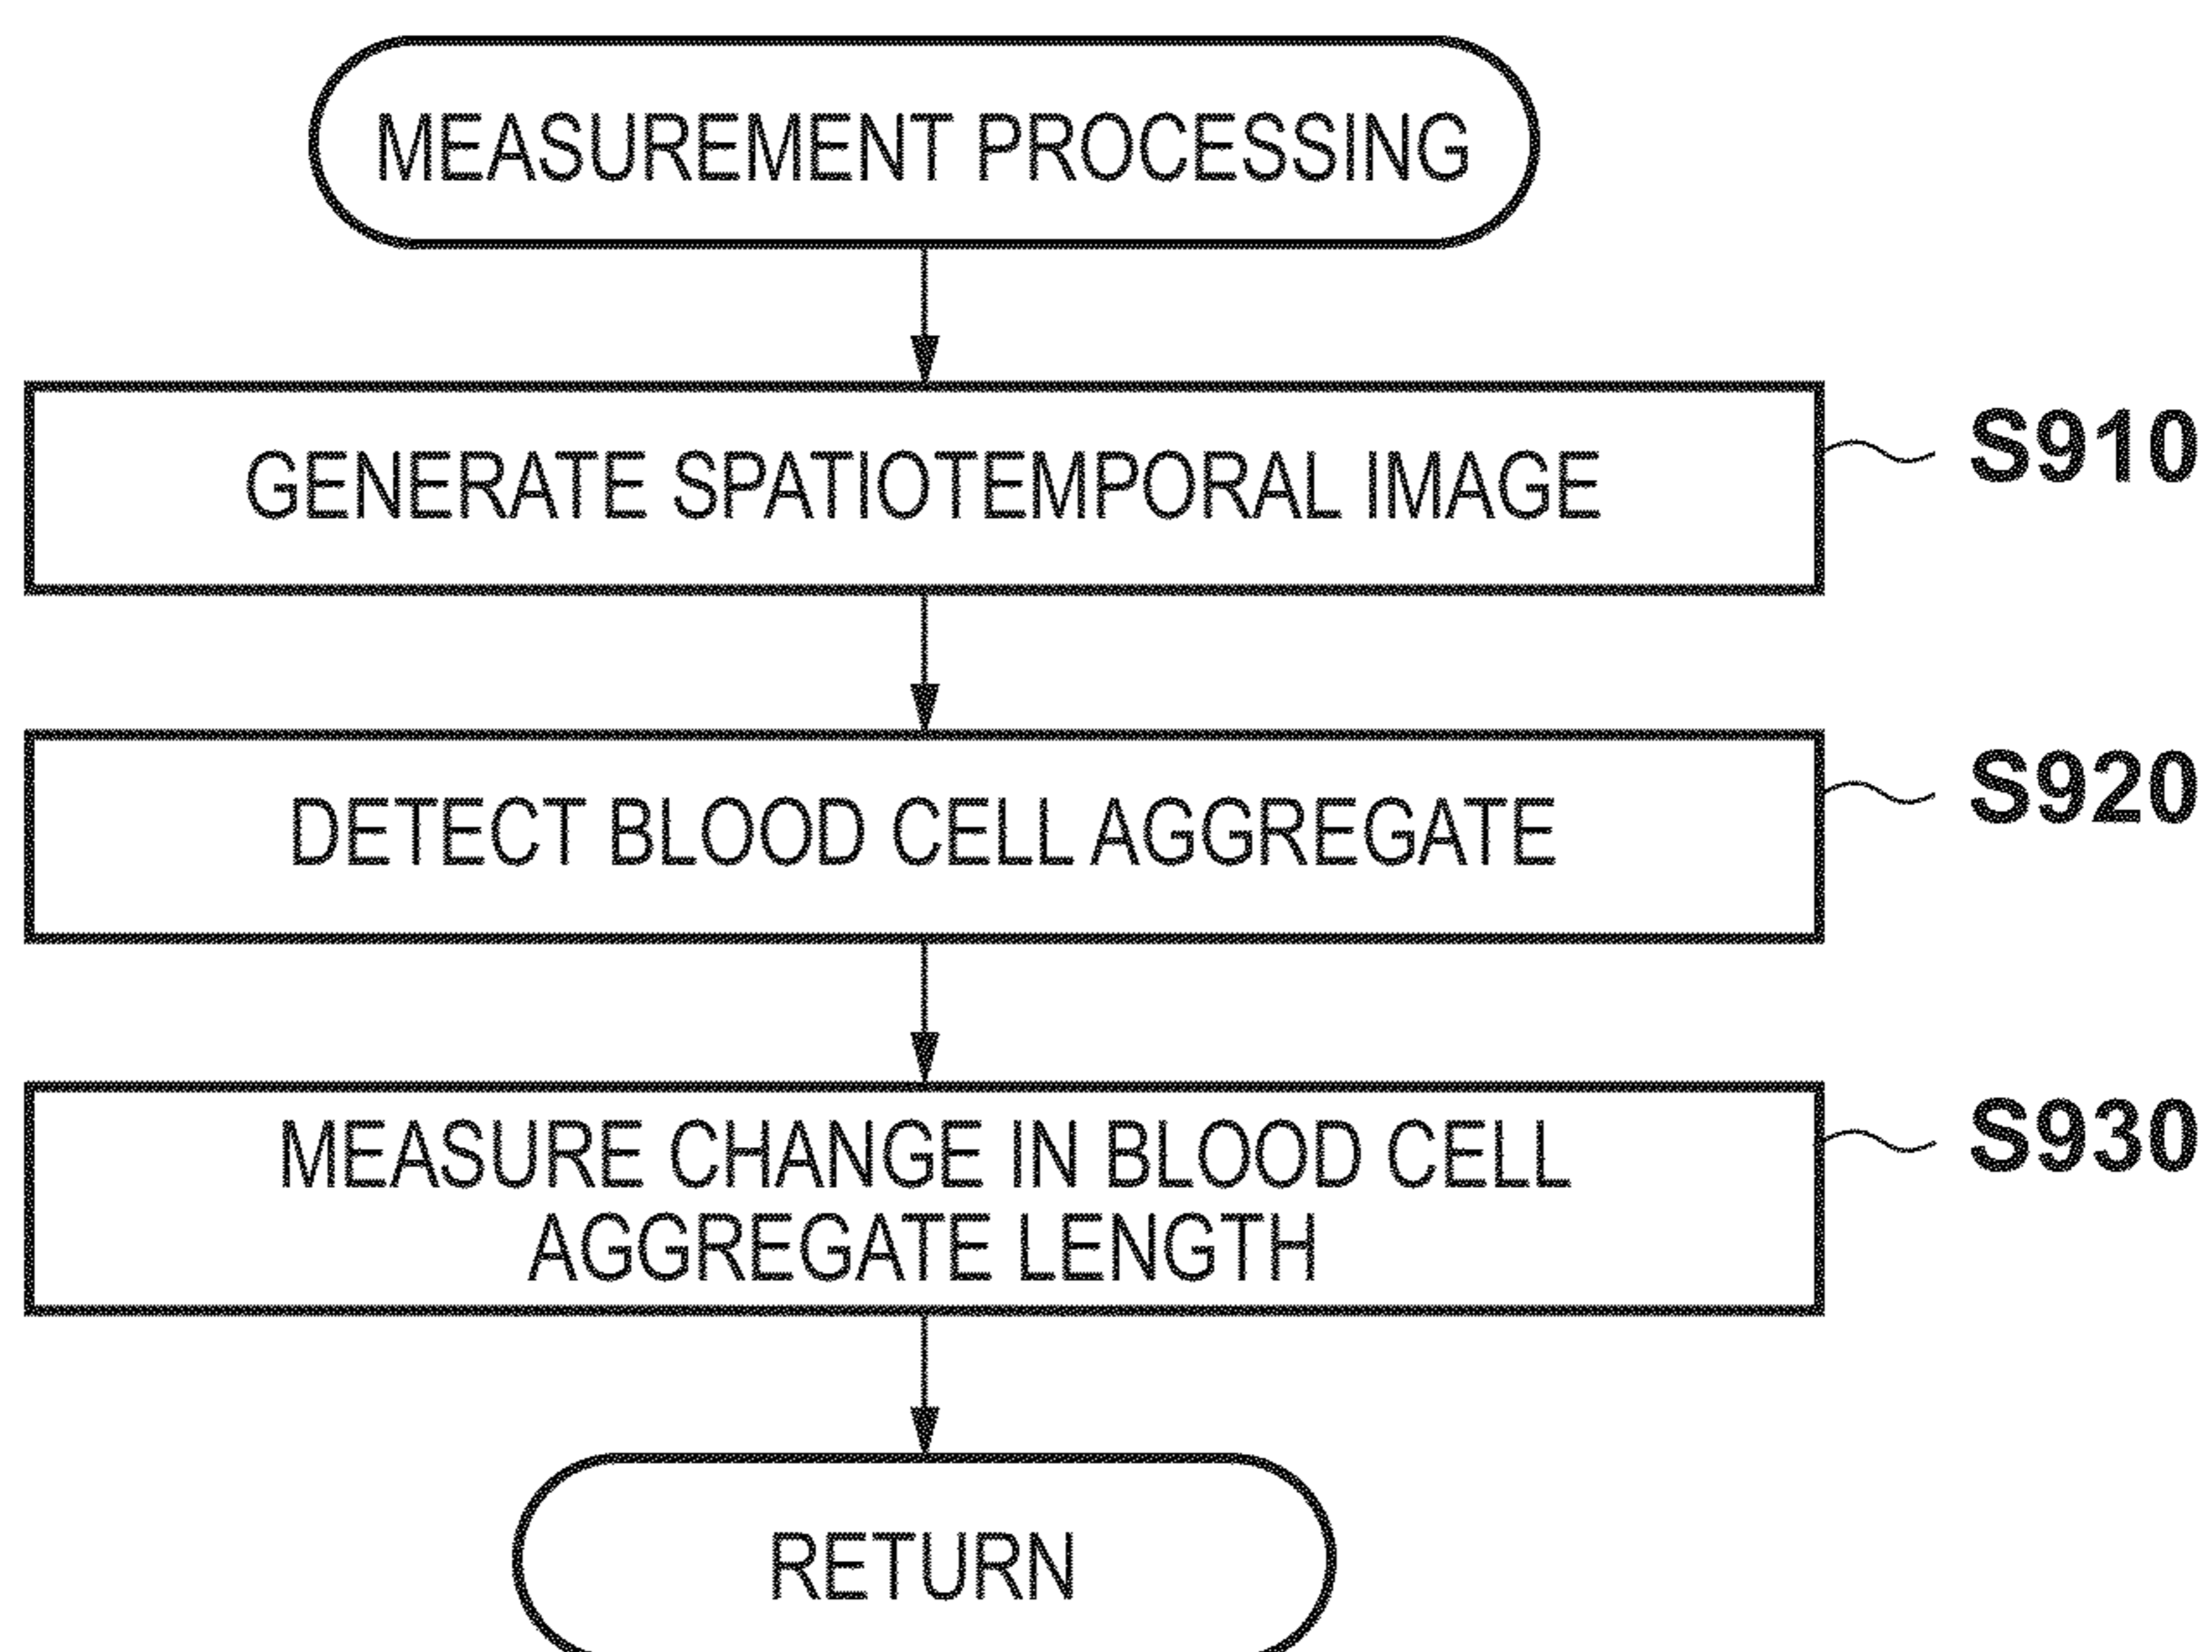 MEASUREMENT PROCESSING
GENERATE SPATIOTEMPORAL IMAGE
S910
DETECT BLOOD CELL AGGREGATE
S920
MEASURE CHANGE IN BLOOD CELL
AGGREGATE LENGTH
S930
RETURN